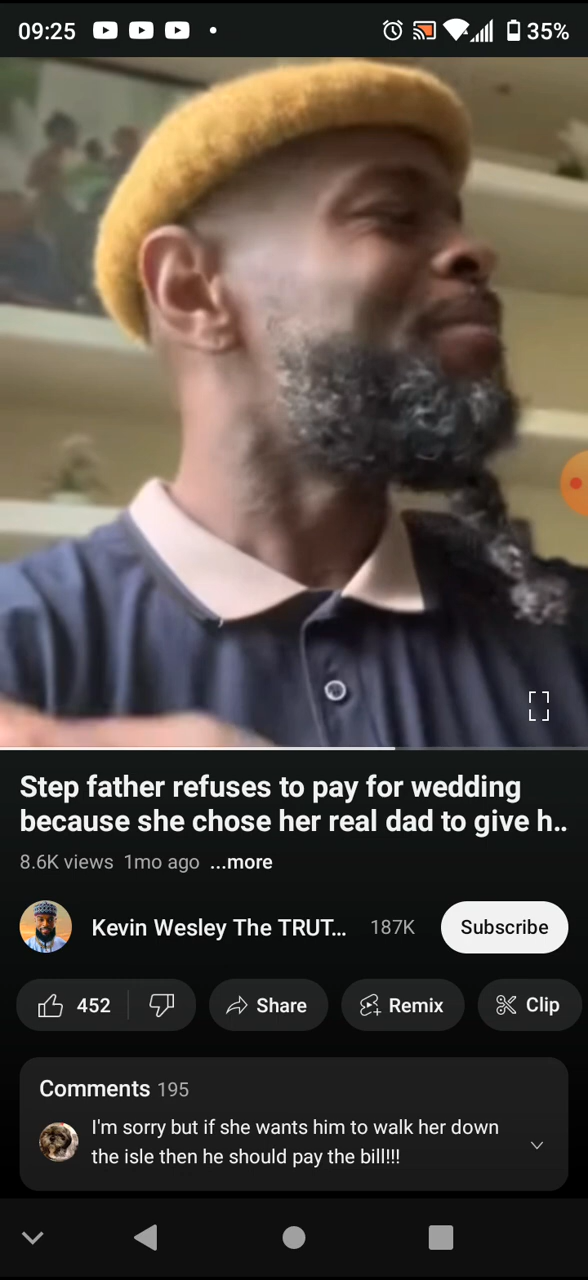 09:25
35%
Step father refuses to pay for wedding
because she chose her real dad to give h..
8.6K views 1mo ago ...more
Kevin Wesley The TRUT... 187K Subscribe
452 Share Remix Clip
Comments 195
I'm sorry but if she wants him to walk her down
the isle then he should pay the bill!!!